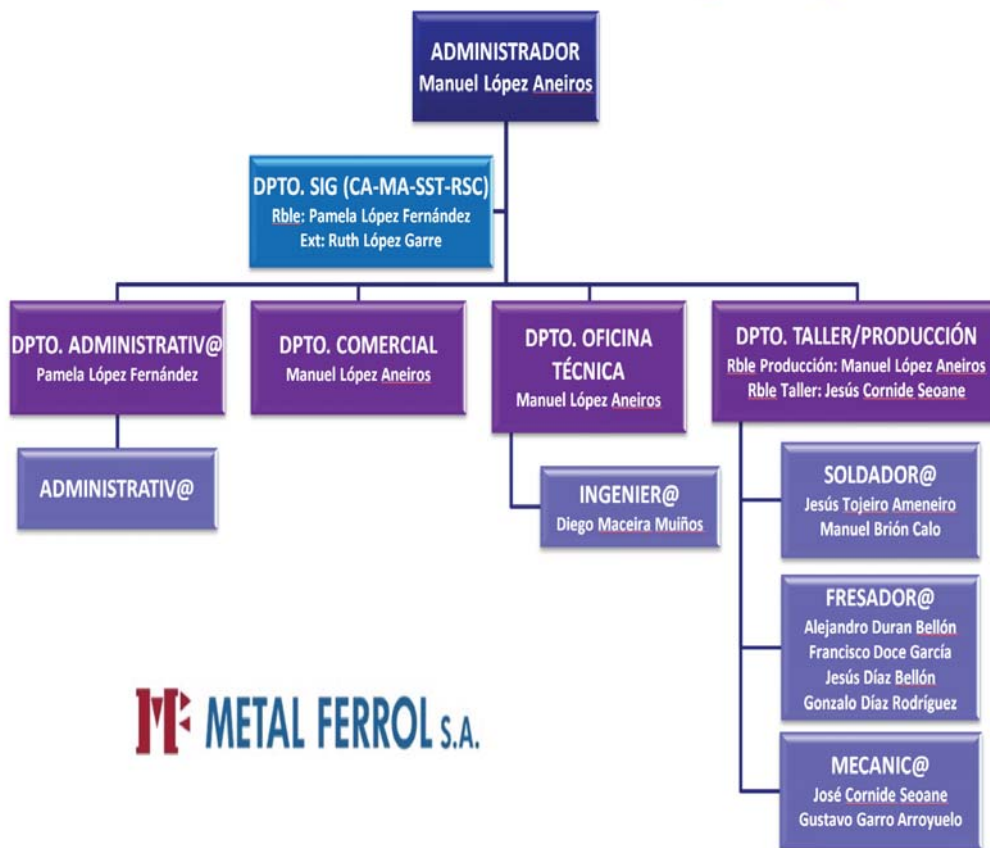 ADMINISTRADOR
Manuel López Aneiros
DPTO. SIG (CA-MA-SST-RSC)
Rble: Pamela López Fernández
Ext: Ruth López Garre
DPTO. ADMINISTRATIV@
Pamela López Fernández
DPTO. COMERCIAL
Manuel López Aneiros
DPTO. OFICINA
TÉCNICA
Manuel López Aneiros
DPTO. TALLER/PRODUCCIÓN
Rble Producción: Manuel López Aneiros
Rble Taller: Jesús Cornide Seoane
ADMINISTRATIV@
INGENIER@
Diego Maceira Muiños
SOLDADOR@
Jesús Tojeiro Ameneiro
Manuel Brión Calo
FRESADOR@
Alejandro Duran Bellón
Francisco Doce García
Jesús Díaz Bellón
Gonzalo Díaz Rodríguez
MECANIC@
José Cornide Seoane
Gustavo Garro Arroyuelo
MF METAL FERROL S.A.